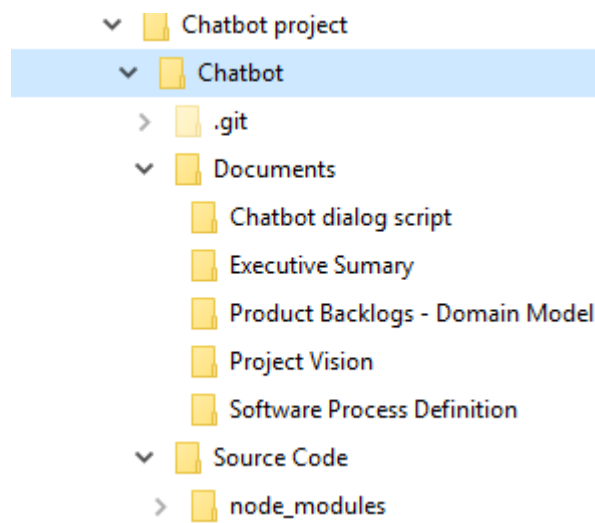 Chatbot project
Chatbot
.git
Documents
Chatbot dialog script
Executive Sumary
Product Backlogs - Domain Model
Project Vision
Software Process Definition
Source Code
node_modules